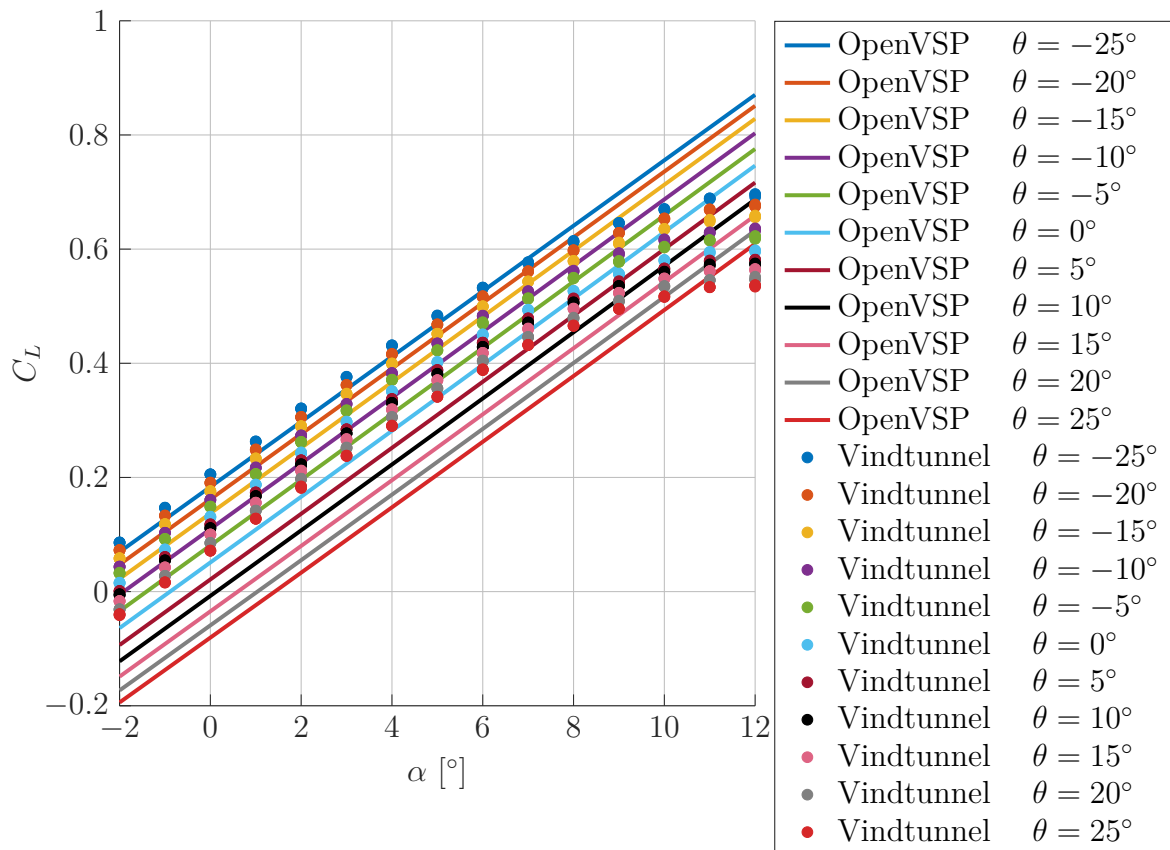 1
0.8
0.6
0.4
0.2
0
−0.2
C_L
−2 0 2 4 6 8 10 12
α [°]
OpenVSP θ = −25°
OpenVSP θ = −20°
OpenVSP θ = −15°
OpenVSP θ = −10°
OpenVSP θ = −5°
OpenVSP θ = 0°
OpenVSP θ = 5°
OpenVSP θ = 10°
OpenVSP θ = 15°
OpenVSP θ = 20°
OpenVSP θ = 25°
Vindtunnel θ = −25°
Vindtunnel θ = −20°
Vindtunnel θ = −15°
Vindtunnel θ = −10°
Vindtunnel θ = −5°
Vindtunnel θ = 0°
Vindtunnel θ = 5°
Vindtunnel θ = 10°
Vindtunnel θ = 15°
Vindtunnel θ = 20°
Vindtunnel θ = 25°